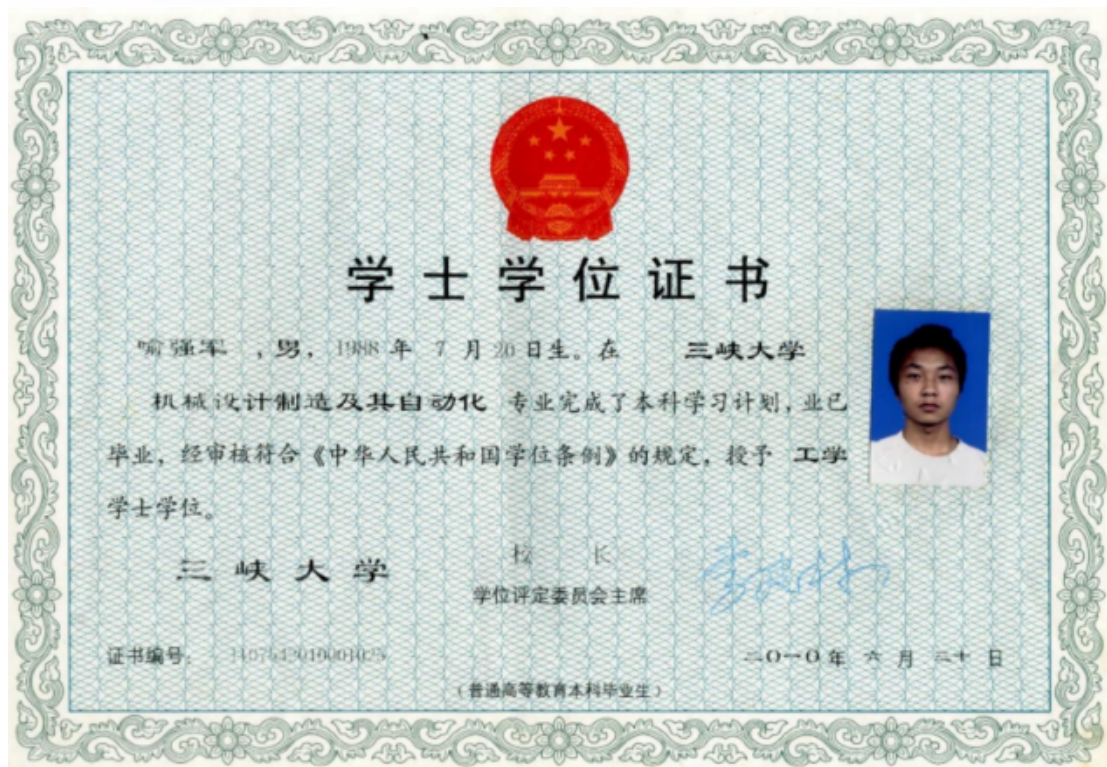 学士学位证书
喻强军 ，男，1988 年 7 月 20 日生。在 三峡大学
机械设计制造及其自动化 专业完成了本科学习计划，业已
毕业，经审核符合《中华人民共和国学位条例》的规定，授予 工学
学士学位。
三峡大学
校 长
学位评定委员会主席
证书编号：
二〇一〇年 六 月 二十 日
（普通高等教育本科毕业生）